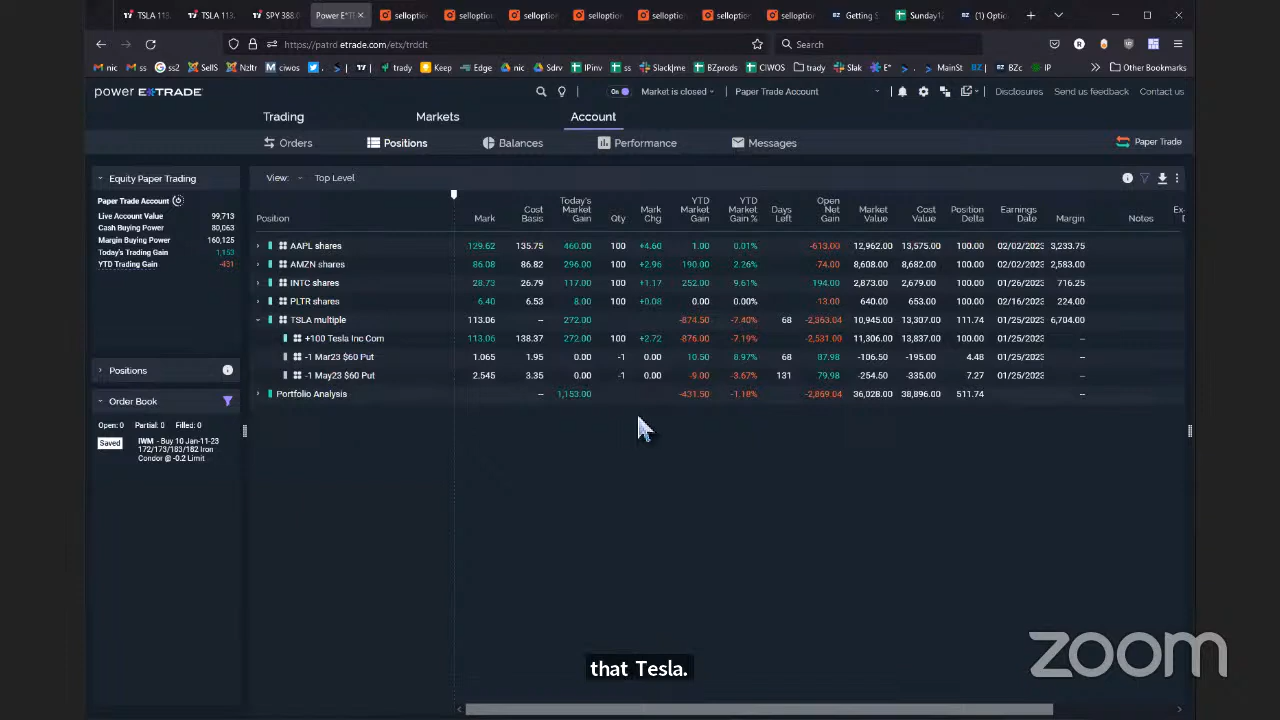 TSLA 113.
TSLA 113.
SPY 388.0
Power E*T
selloption
selloption
selloption
selloption
selloption
selloption
selloption
Getting S
Sunday12
(1) Optic
https://patrd.etrade.com/etx/trdclt
Search
nic
ss
ss2
SellS
Nzltr
ciwos
trady
Keep
Edge
nic
Sdrv
IPinv
ss
Slack|me
BZprods
CIWOS
trady
Slak
E*
MainSt
BZc
IP
Other Bookmarks
power E*TRADE
On
Market is closed
Paper Trade Account
Disclosures
Send us feedback
Contact us
Trading
Markets
Account
Orders
Positions
Balances
Performance
Messages
Paper Trade
Equity Paper Trading
Paper Trade Account
Live Account Value 99,713
Cash Buying Power 80,063
Margin Buying Power 160,125
Today's Trading Gain 1,153
YTD Trading Gain -431
Positions
Order Book
Open: 0 Partial: 0 Filled: 0
Saved IWM - Buy 10 Jan-11-23
172/173/183/182 Iron
Condor @ -0.2 Limit
View: Top Level
Position Mark Cost Basis Today's Market Gain Qty Mark Chg YTD Market Gain YTD Market Gain % Days Left Open Net Gain Market Value Cost Value Position Delta Earnings Date Margin Notes Ex-
AAPL shares 129.62 135.75 460.00 100 +4.60 1.00 0.01% -613.00 12,962.00 13,575.00 100.00 02/02/2023 3,233.75
AMZN shares 86.08 86.82 296.00 100 +2.96 190.00 2.26% -74.00 8,608.00 8,682.00 100.00 02/02/2023 2,583.00
INTC shares 28.73 26.79 117.00 100 +1.17 252.00 9.61% 194.00 2,873.00 2,679.00 100.00 01/26/2023 716.25
PLTR shares 6.40 6.53 8.00 100 +0.08 0.00 0.00% -13.00 640.00 653.00 100.00 02/16/2023 224.00
TSLA multiple 113.06 -- 272.00 -874.50 -7.40% 68 -2,363.04 10,945.00 13,307.00 111.74 01/25/2023 6,704.00
+100 Tesla Inc Com 113.06 138.37 272.00 100 +2.72 -876.00 -7.19% -2,531.00 11,306.00 13,837.00 100.00 01/25/2023 --
-1 Mar23 $60 Put 1.065 1.95 0.00 -1 0.00 10.50 8.97% 68 87.98 -106.50 -195.00 4.48 01/25/2023 --
-1 May23 $60 Put 2.545 3.35 0.00 -1 0.00 -9.00 -3.67% 131 79.98 -254.50 -335.00 7.27 01/25/2023 --
Portfolio Analysis -- 1,153.00 -431.50 -1.18% -2,869.04 36,028.00 38,896.00 511.74
that Tesla.
zoom